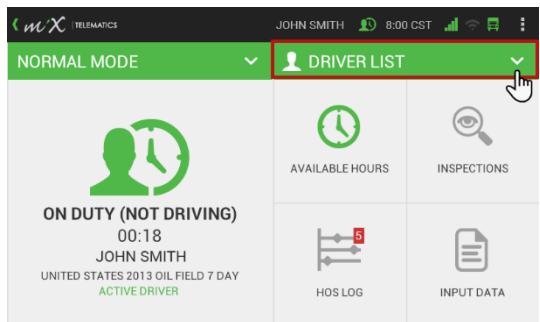 MiX TELEMATICS JOHN SMITH 8:00 CST
NORMAL MODE
DRIVER LIST
ON DUTY (NOT DRIVING)
00:18
JOHN SMITH
UNITED STATES 2013 OIL FIELD 7 DAY
ACTIVE DRIVER
AVAILABLE HOURS
INSPECTIONS
5
HOS LOG
INPUT DATA